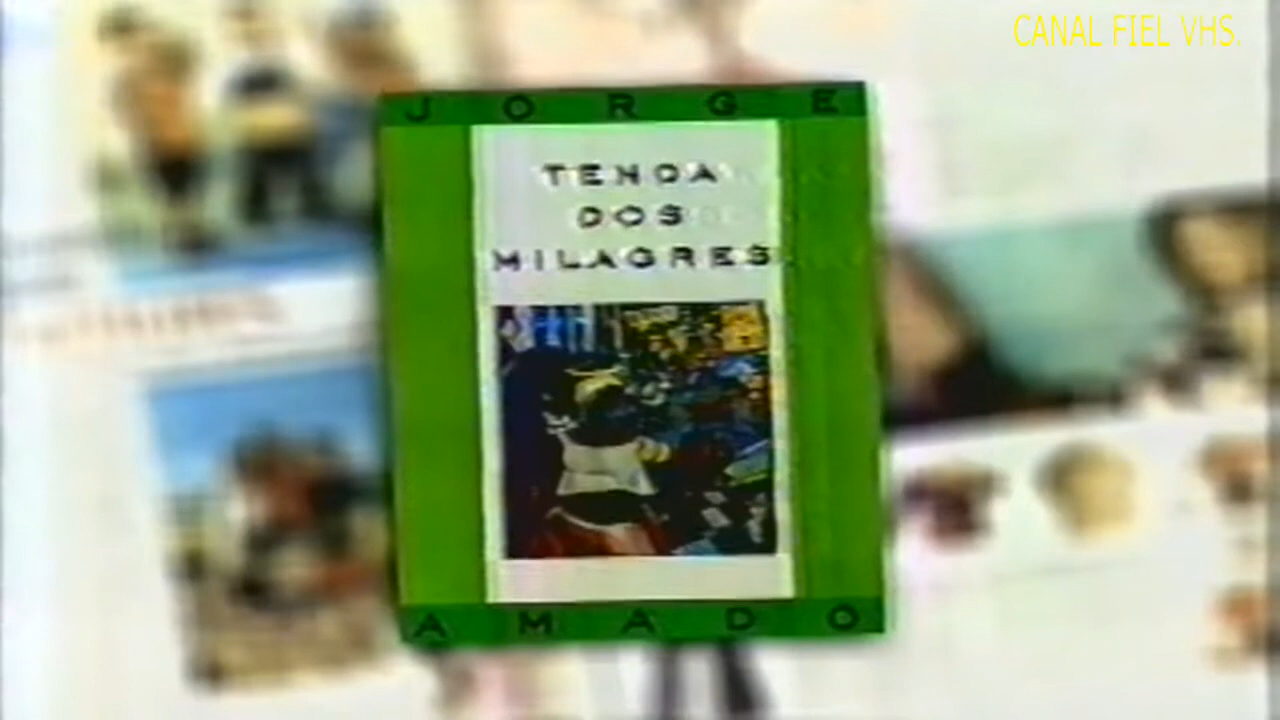 CANAL FIEL VHS.
JORGE
TENDA
DOS
MILAGRES
AMADO